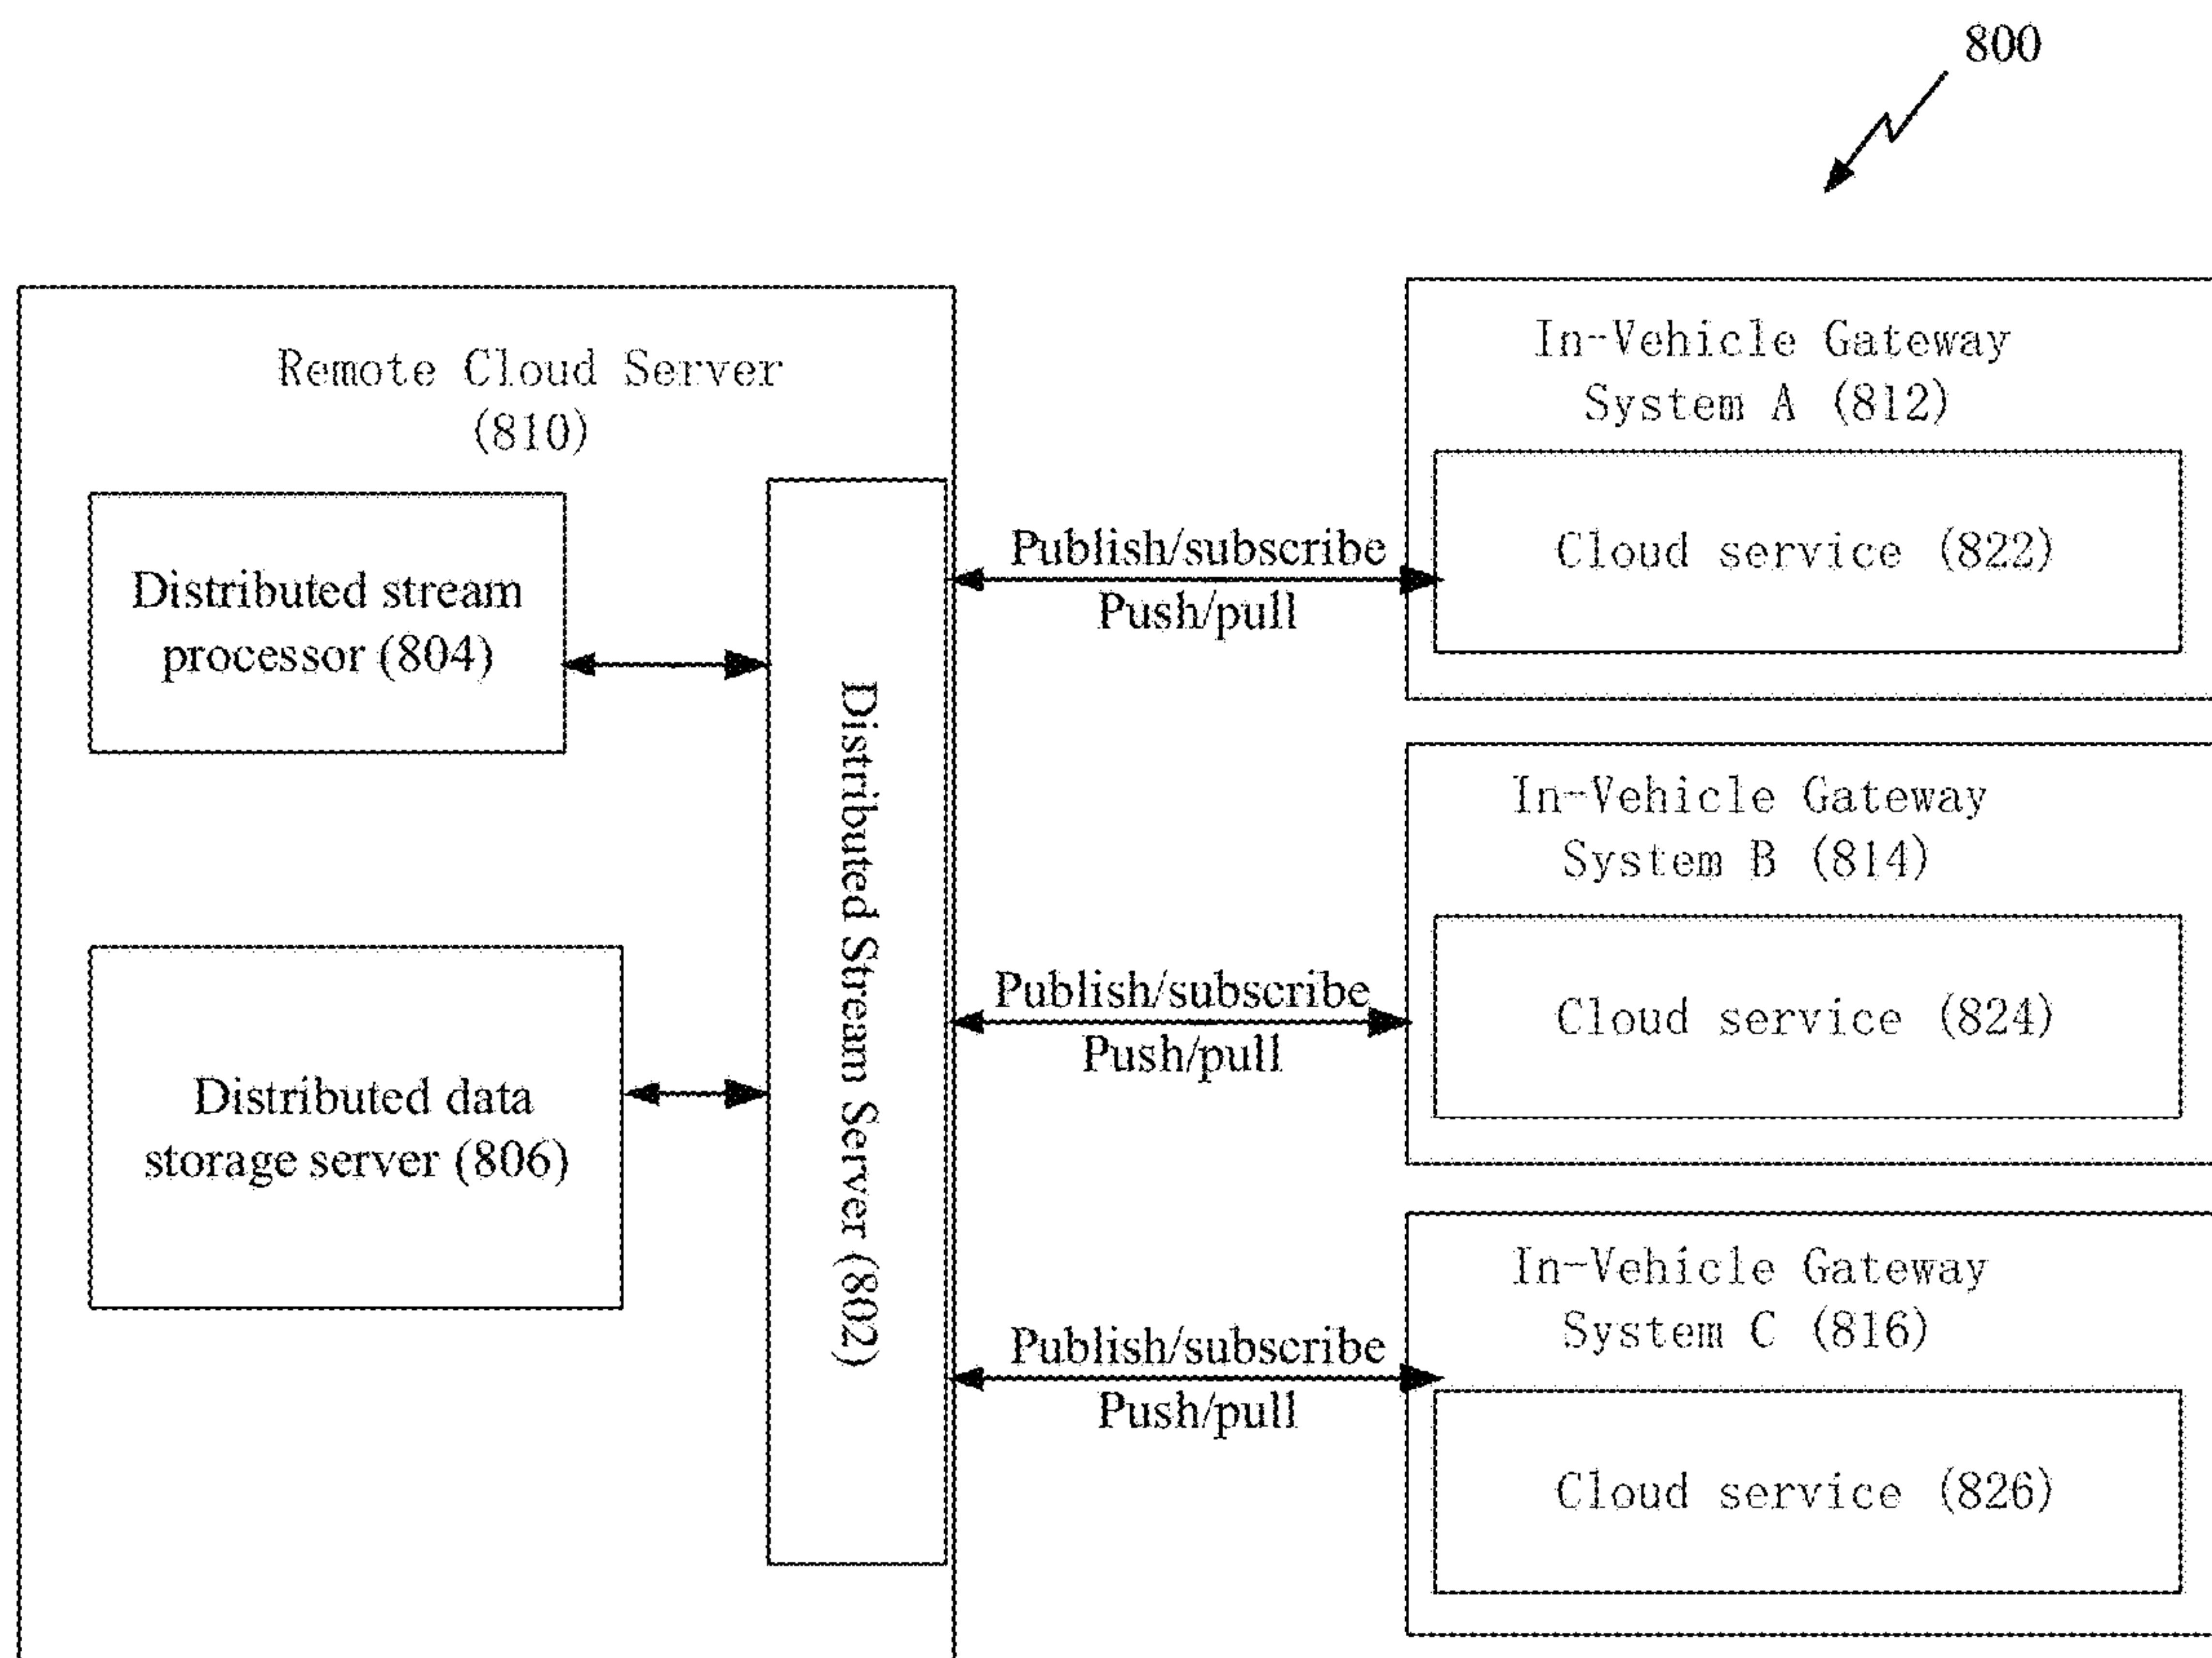 800
Remote Cloud Server
(810)
Distributed stream
processor (804)
Distributed data
storage server (806)
Distributed Stream Server (802)
Publish/subscribe
Push/pull
Publish/subscribe
Push/pull
Publish/subscribe
Push/pull
In-Vehicle Gateway
System A (812)
Cloud service (822)
In-Vehicle Gateway
System B (814)
Cloud service (824)
In-Vehicle Gateway
System C (816)
Cloud service (826)